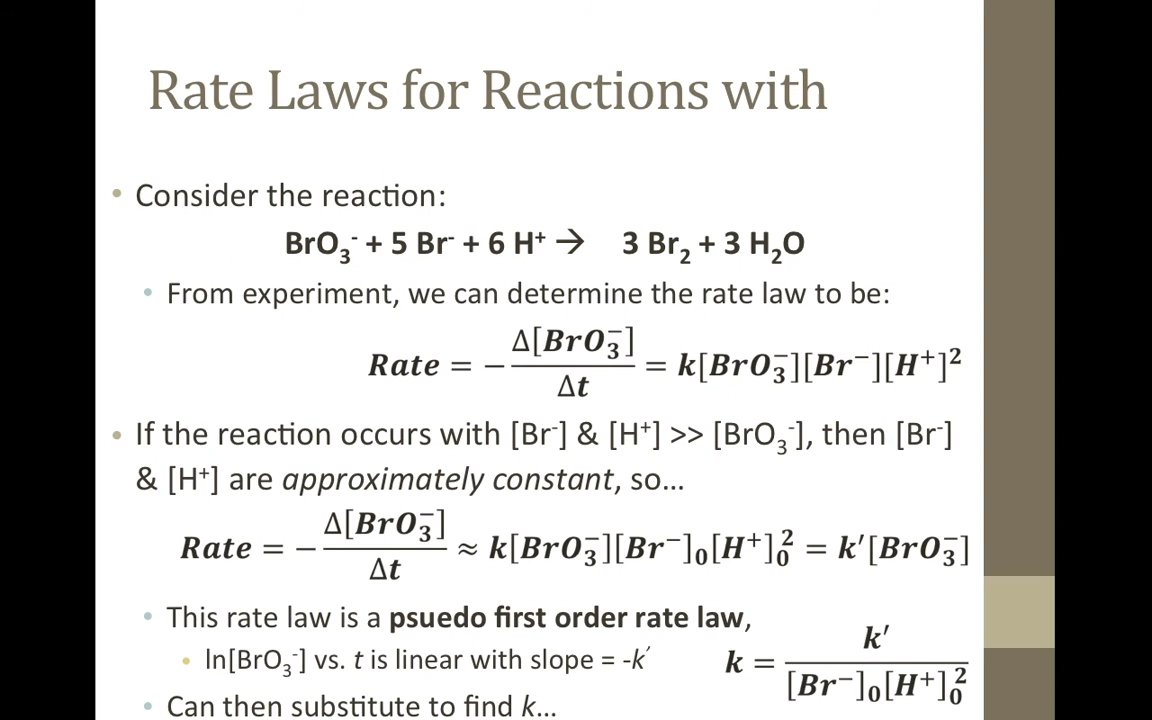 Rate Laws for Reactions with
• Consider the reaction:
BrO₃⁻ + 5 Br⁻ + 6 H⁺ → 3 Br₂ + 3 H₂O
• From experiment, we can determine the rate law to be:
Rate = −Δ[BrO₃⁻]/Δt = k[BrO₃⁻][Br⁻][H⁺]²
• If the reaction occurs with [Br⁻] & [H⁺] >> [BrO₃⁻], then [Br⁻]
& [H⁺] are approximately constant, so…
Rate = −Δ[BrO₃⁻]/Δt ≈ k[BrO₃⁻][Br⁻]₀[H⁺]₀² = k′[BrO₃⁻]
• This rate law is a psuedo first order rate law,
• ln[BrO₃⁻] vs. t is linear with slope = -k′
k = k′/[Br⁻]₀[H⁺]₀²
• Can then substitute to find k…